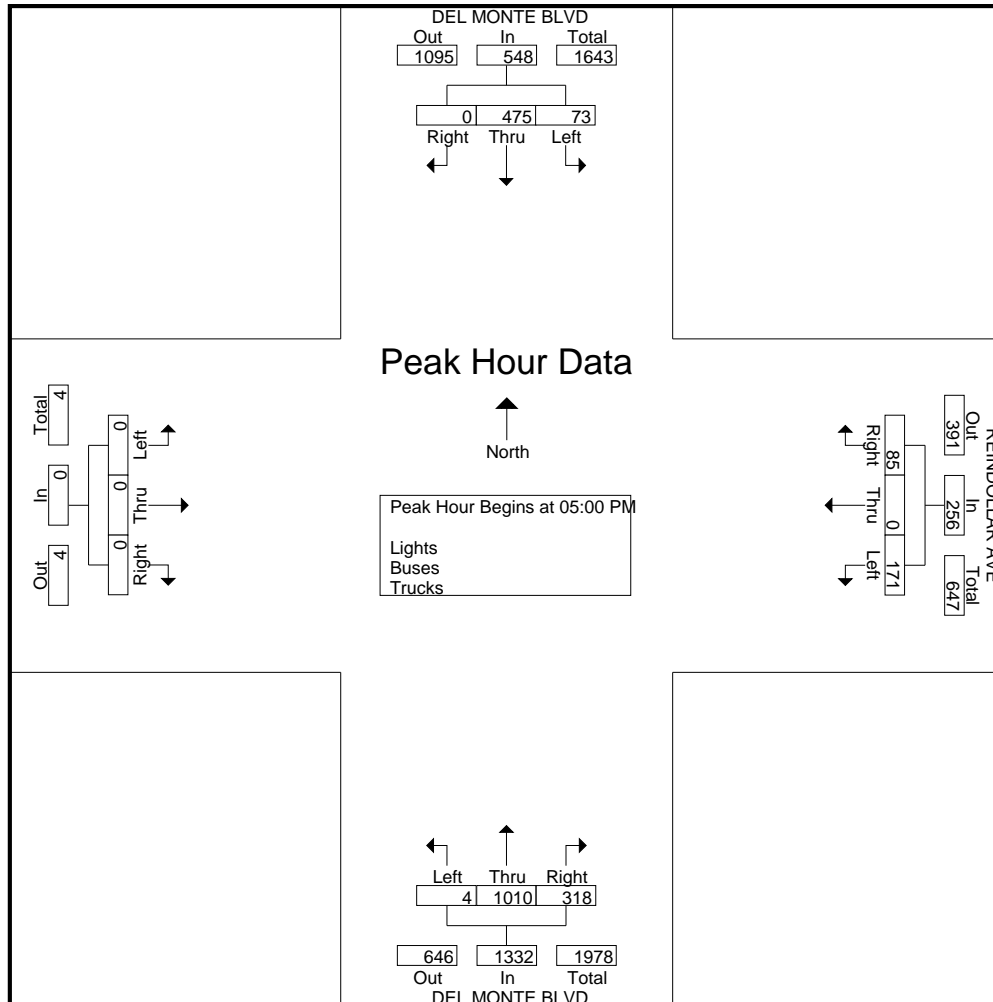 DEL MONTE BLVD
Out In Total
1095 548 1643
0 475 73
Right Thru Left
Peak Hour Data
North
Peak Hour Begins at 05:00 PM
Lights
Buses
Trucks
Total In Out
4 0 4
0 0 0
Left Thru Right
REINDOLLAR AVE
Out In Total
391 256 647
85 0 171
Right Thru Left
Left Thru Right
4 1010 318
646 1332 1978
Out In Total
DEL MONTE BLVD